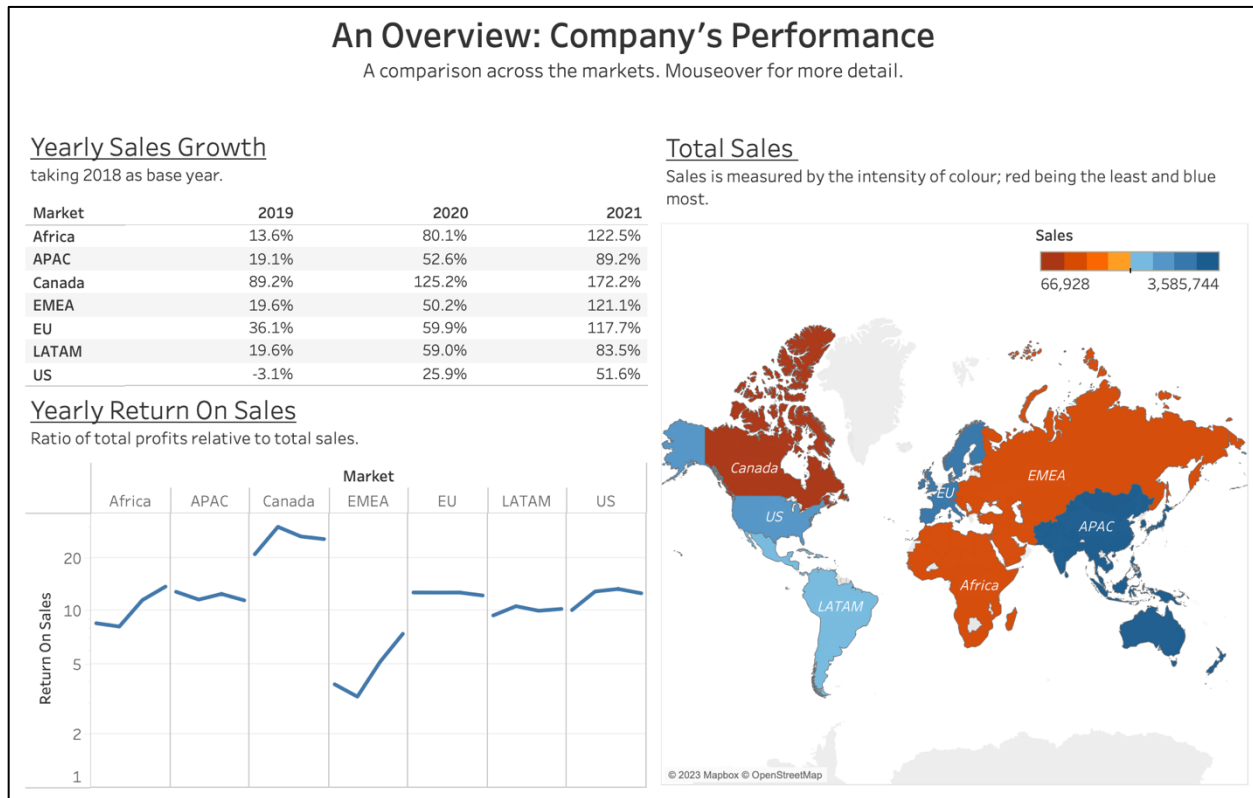 An Overview: Company's Performance
A comparison across the markets. Mouseover for more detail.
Yearly Sales Growth
taking 2018 as base year.
Market 2019 2020 2021
Africa 13.6% 80.1% 122.5%
APAC 19.1% 52.6% 89.2%
Canada 89.2% 125.2% 172.2%
EMEA 19.6% 50.2% 121.1%
EU 36.1% 59.9% 117.7%
LATAM 19.6% 59.0% 83.5%
US -3.1% 25.9% 51.6%
Yearly Return On Sales
Ratio of total profits relative to total sales.
Market
Africa APAC Canada EMEA EU LATAM US
Return On Sales
20
10
5
2
1
Total Sales
Sales is measured by the intensity of colour; red being the least and blue
most.
Sales
66,928 3,585,744
Canada
EMEA
EU
US
APAC
Africa
LATAM
© 2023 Mapbox © OpenStreetMap